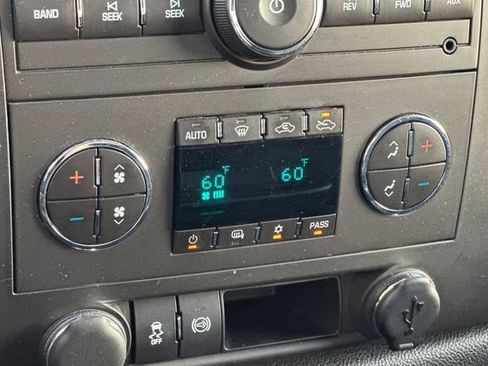 BAND SEEK SEEK REV FWD AUX
AUTO
60°F 60°F
PASS
OFF